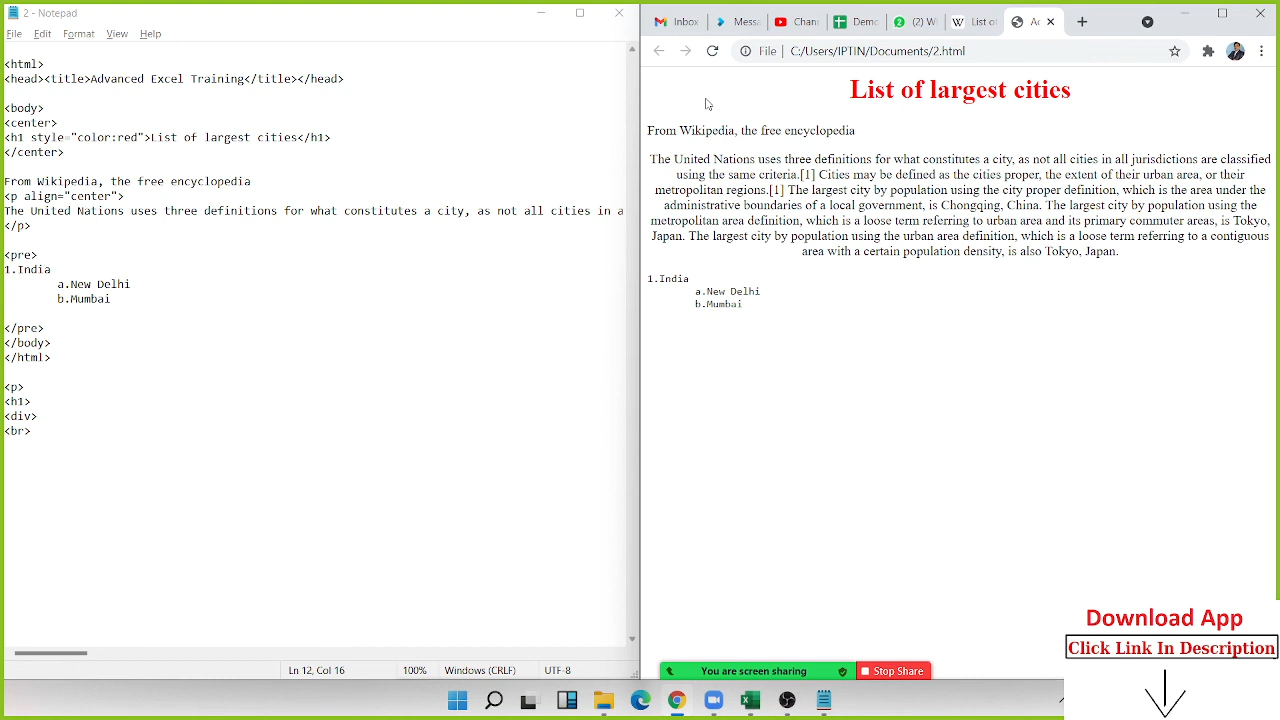 2 - Notepad
File Edit Format View Help
<html>
<head><title>Advanced Excel Training</title></head>
<body>
<center>
<h1 style="color:red">List of largest cities</h1>
</center>
From Wikipedia, the free encyclopedia
<p align="center">
The United Nations uses three definitions for what constitutes a city, as not all cities in a
</p>
<pre>
1.India
a.New Delhi
b.Mumbai
</pre>
</body>
</html>
<p>
<h1>
<div>
<br>
Ln 12, Col 16 100% Windows (CRLF) UTF-8
Inbox Messa Chann Demo (2) W List of Ad
File C:/Users/IPTIN/Documents/2.html
List of largest cities
From Wikipedia, the free encyclopedia
The United Nations uses three definitions for what constitutes a city, as not all cities in all jurisdictions are classified
using the same criteria.[1] Cities may be defined as the cities proper, the extent of their urban area, or their
metropolitan regions.[1] The largest city by population using the city proper definition, which is the area under the
administrative boundaries of a local government, is Chongqing, China. The largest city by population using the
metropolitan area definition, which is a loose term referring to urban area and its primary commuter areas, is Tokyo,
Japan. The largest city by population using the urban area definition, which is a loose term referring to a contiguous
area with a certain population density, is also Tokyo, Japan.
1.India
a.New Delhi
b.Mumbai
You are screen sharing Stop Share
Download App
Click Link In Description